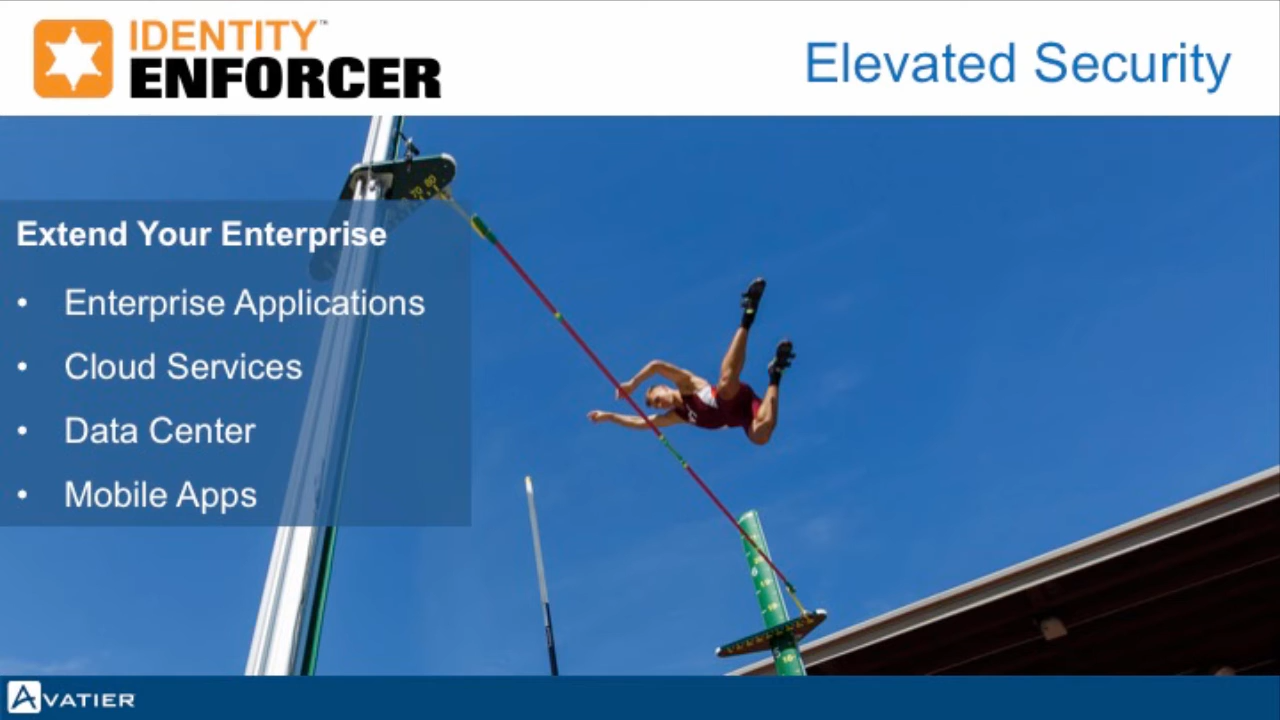 IDENTITY™
ENFORCER
Elevated Security
Extend Your Enterprise
• Enterprise Applications
• Cloud Services
• Data Center
• Mobile Apps
AVATIER